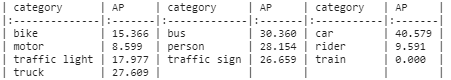 | category | AP | category | AP | category | AP |
|:--------------|:-------|:-------------|:-------|:---------|:-------|
| bike | 15.366 | bus | 30.360 | car | 40.579 |
| motor | 8.599 | person | 28.154 | rider | 9.591 |
| traffic light | 17.977 | traffic sign | 26.659 | train | 0.000 |
| truck | 27.609 | | | | |